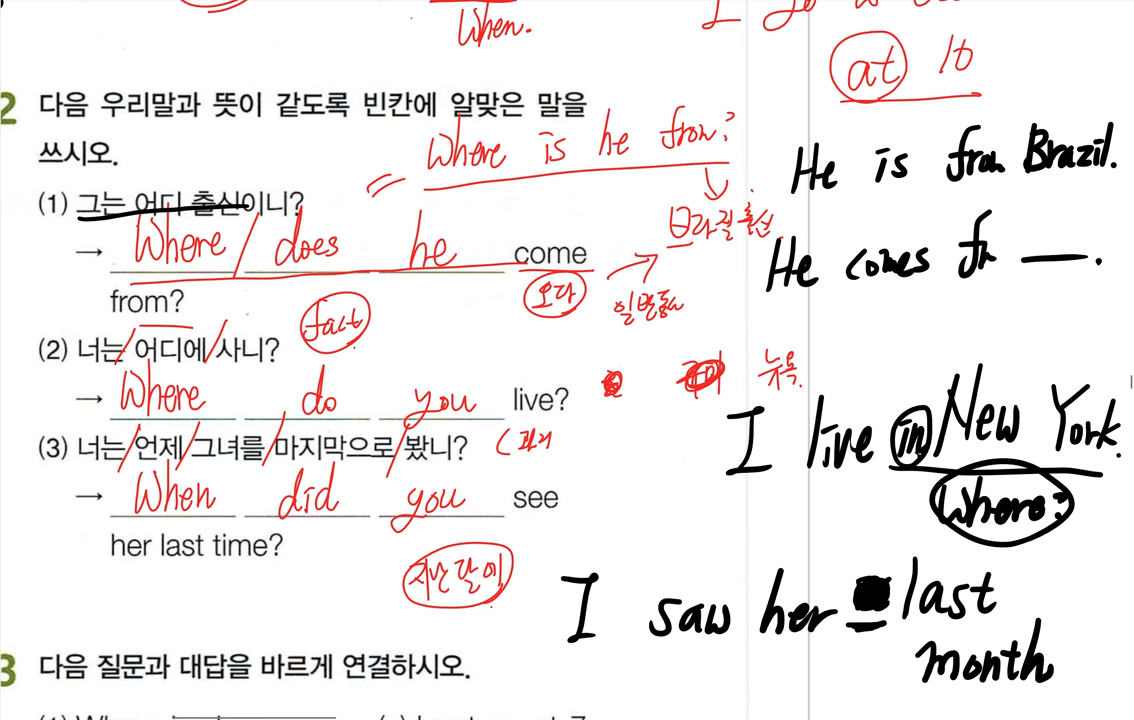 When.
at 10
2 다음 우리말과 뜻이 같도록 빈칸에 알맞은 말을
쓰시오.
= Where is he from?
He is from Brazil.
(1) 그는 어디 출신이니?
브라질 출신
→ Where / does he come
from?
오다
일반동사
He comes fr —.
fact
(2) 너는/어디에/사니?
→ Where do you live?
뉴욕
I live in New York.
Where?
(3) 너는/언제/그녀를/마지막으로/봤니? (과거
→ When did you see
her last time?
지난 달에
I saw her last
month
3 다음 질문과 대답을 바르게 연결하시오.